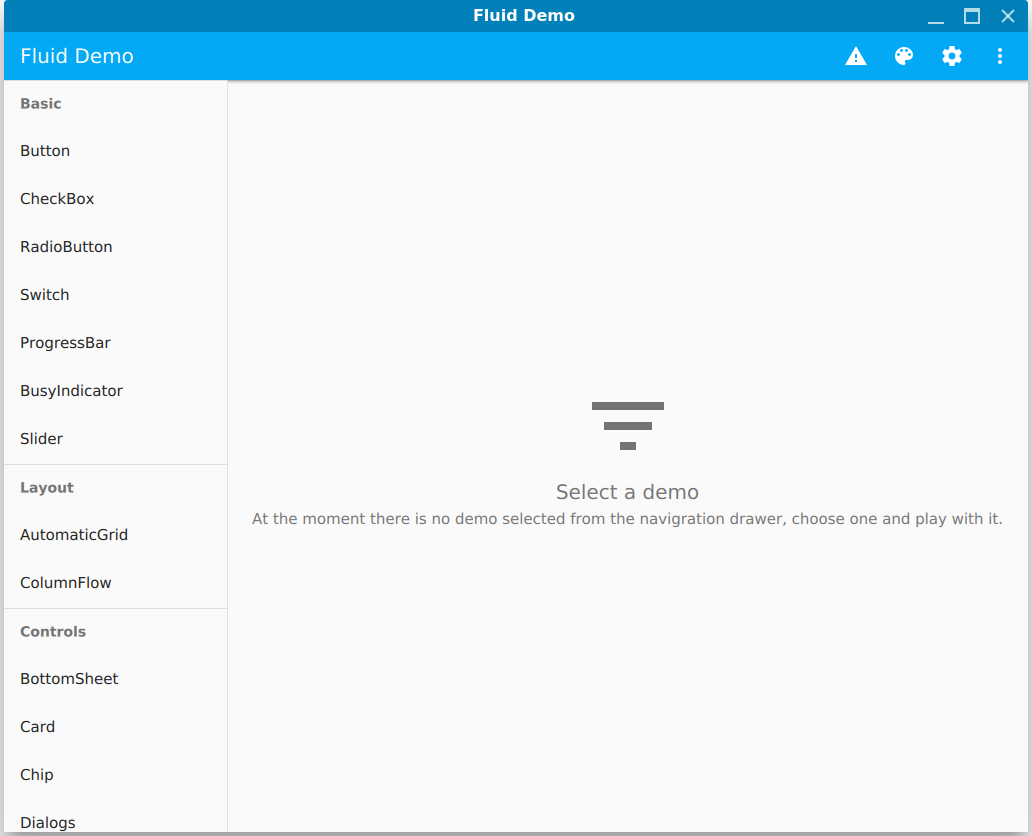 Fluid Demo
Fluid Demo
Basic
Button
CheckBox
RadioButton
Switch
ProgressBar
BusyIndicator
Slider
Layout
AutomaticGrid
ColumnFlow
Controls
BottomSheet
Card
Chip
Dialogs
Select a demo
At the moment there is no demo selected from the navigration drawer, choose one and play with it.